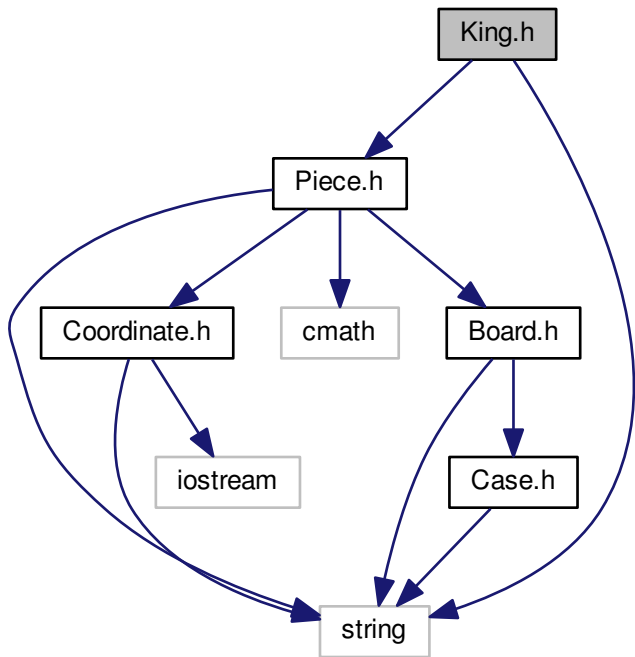 King.h
Piece.h
Coordinate.h
cmath
Board.h
iostream
Case.h
string